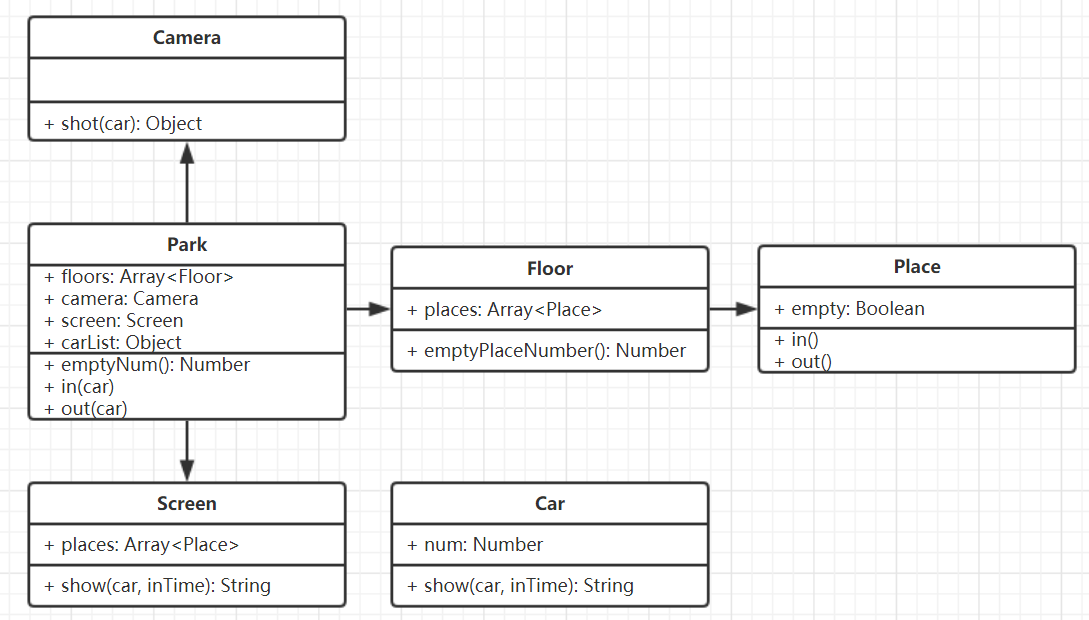 Camera
+ shot(car): Object
Park
+ floors: Array<Floor>
+ camera: Camera
+ screen: Screen
+ carList: Object
+ emptyNum(): Number
+ in(car)
+ out(car)
Floor
+ places: Array<Place>
+ emptyPlaceNumber(): Number
Place
+ empty: Boolean
+ in()
+ out()
Screen
+ places: Array<Place>
+ show(car, inTime): String
Car
+ num: Number
+ show(car, inTime): String